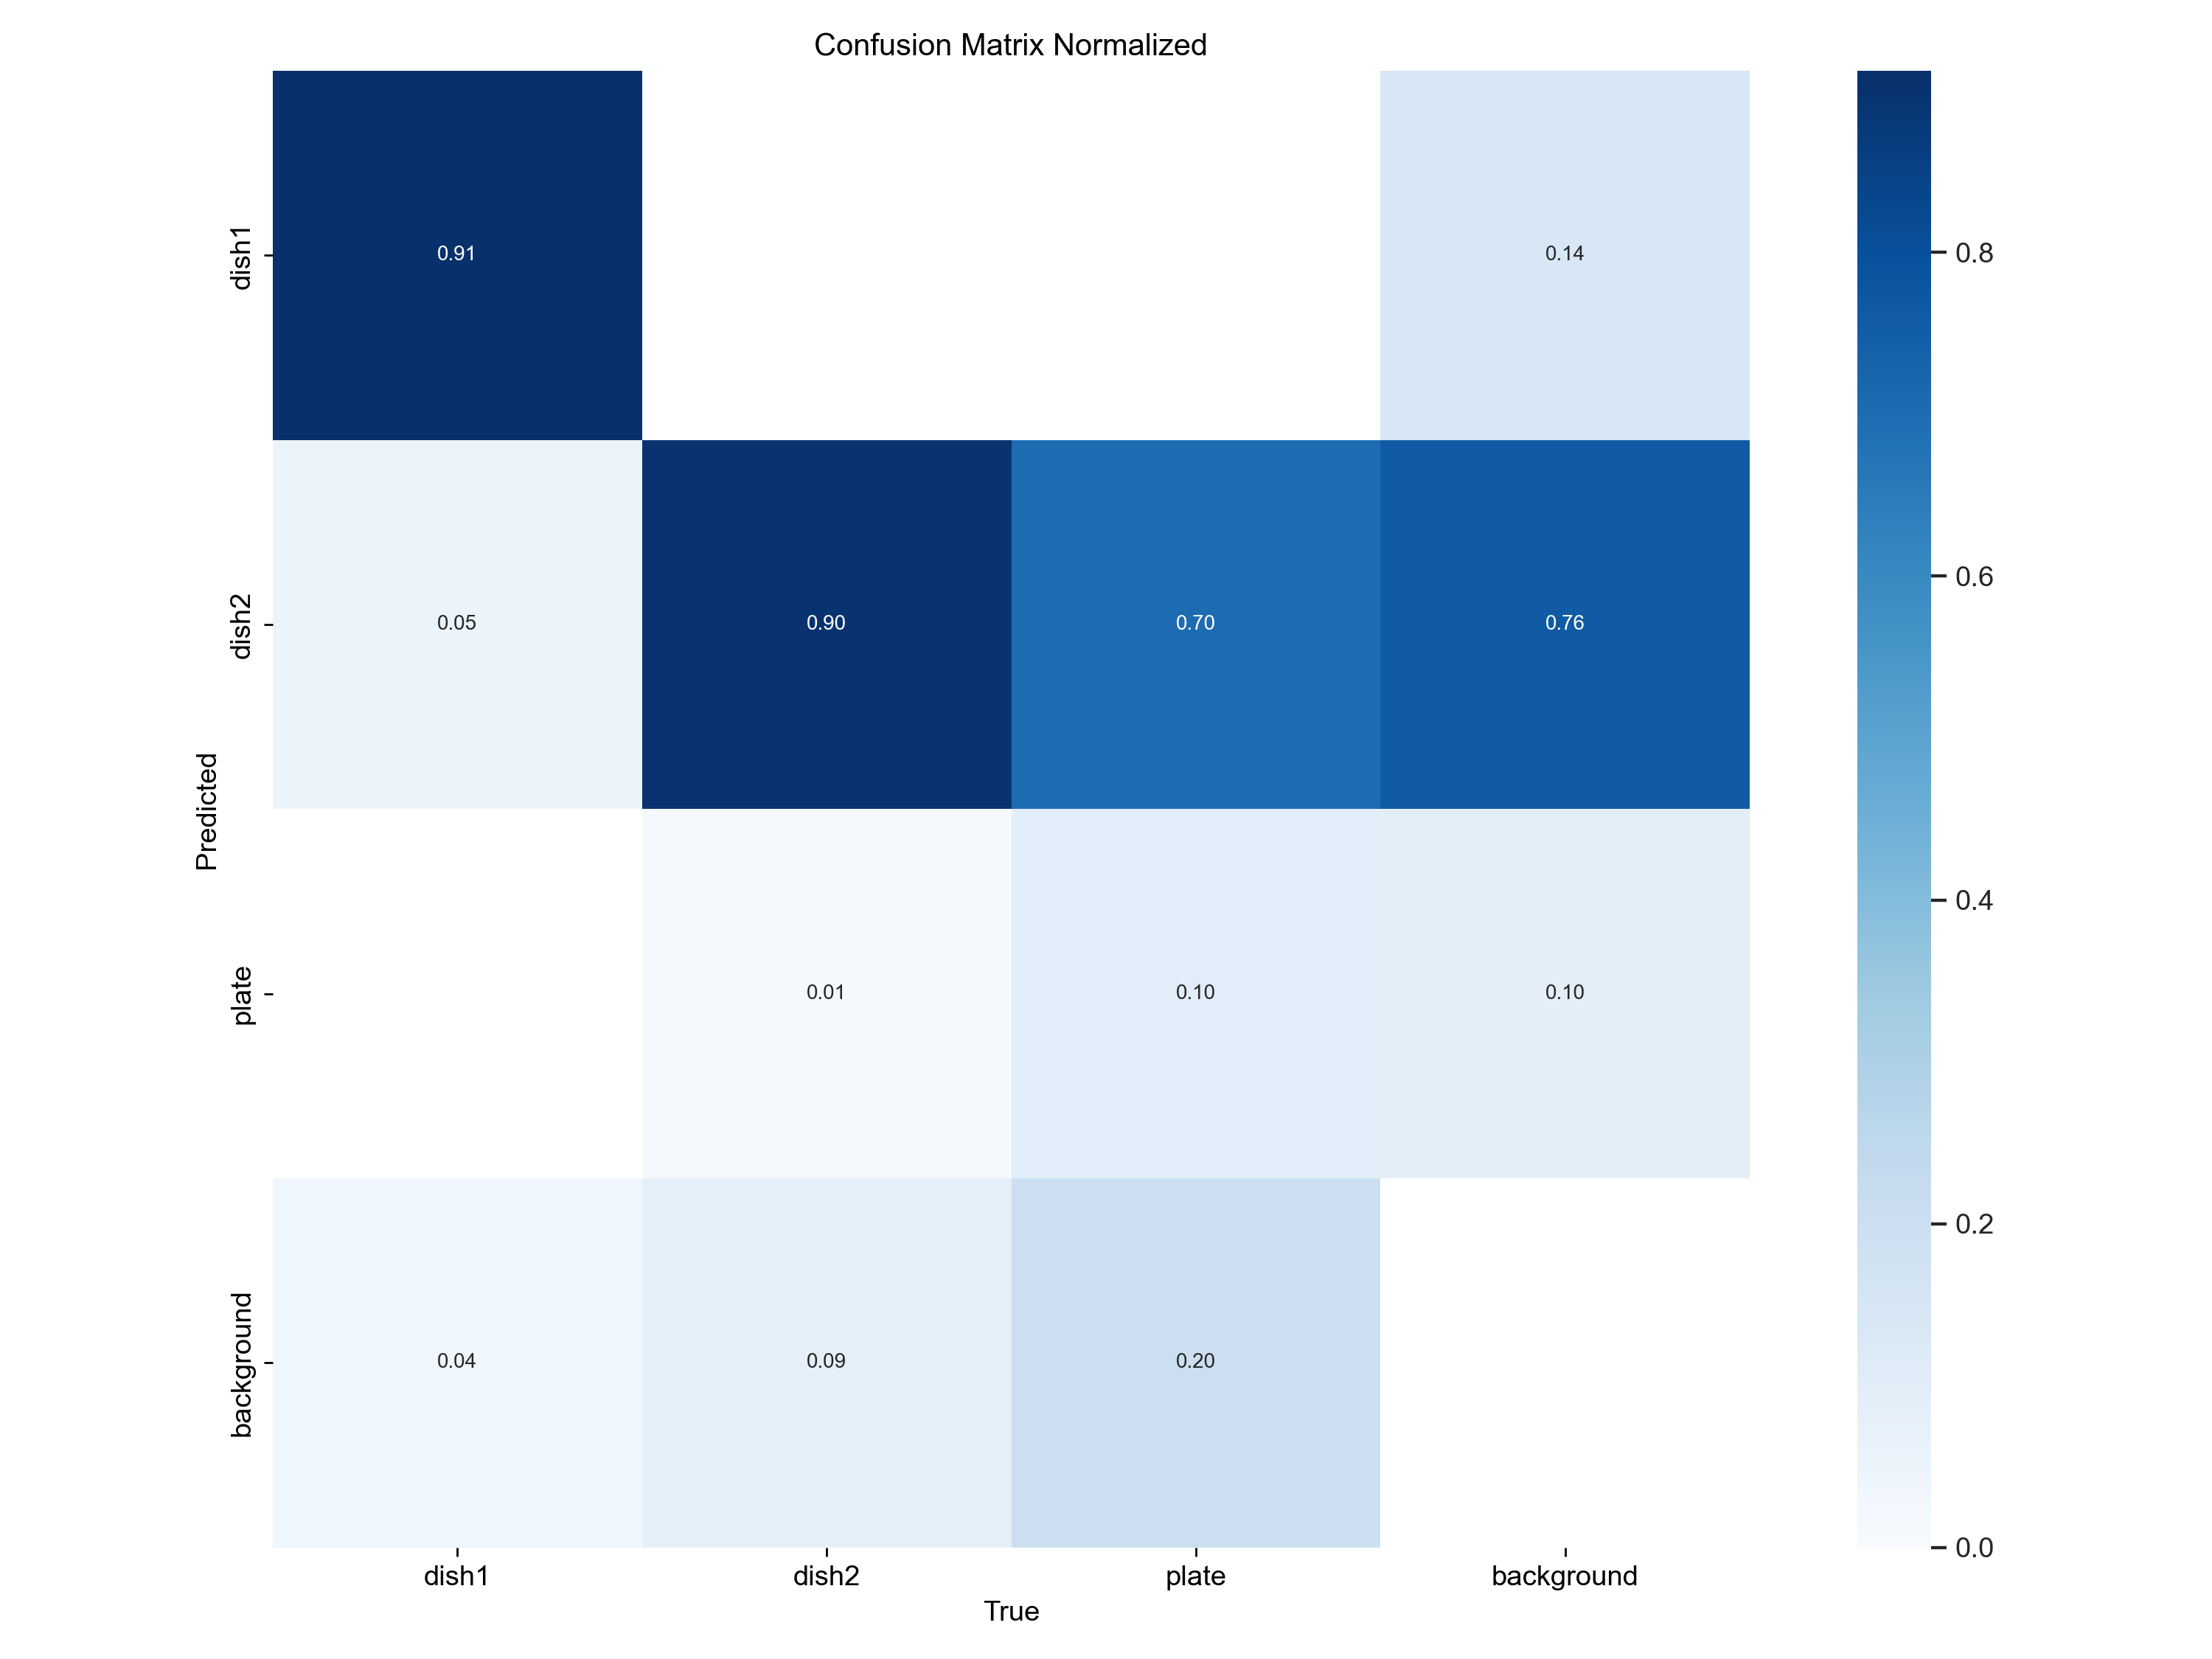 Confusion Matrix Normalized
dish1
0.91
0.14
0.8
dish2
0.05
0.90
0.70
0.76
0.6
Predicted
plate
0.01
0.10
0.10
0.4
background
0.04
0.09
0.20
0.2
0.0
dish1
dish2
plate
background
True